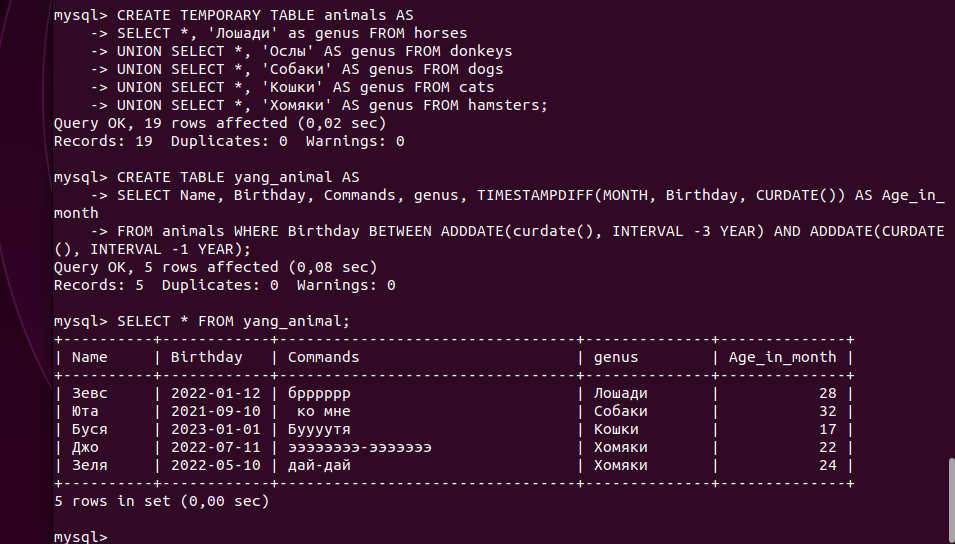 mysql> CREATE TEMPORARY TABLE animals AS
    -> SELECT *, 'Лошади' as genus FROM horses
    -> UNION SELECT *, 'Ослы' AS genus FROM donkeys
    -> UNION SELECT *, 'Собаки' AS genus FROM dogs
    -> UNION SELECT *, 'Кошки' AS genus FROM cats
    -> UNION SELECT *, 'Хомяки' AS genus FROM hamsters;
Query OK, 19 rows affected (0,02 sec)
Records: 19  Duplicates: 0  Warnings: 0

mysql> CREATE TABLE yang_animal AS
    -> SELECT Name, Birthday, Commands, genus, TIMESTAMPDIFF(MONTH, Birthday, CURDATE()) AS Age_in_
month
    -> FROM animals WHERE Birthday BETWEEN ADDDATE(curdate(), INTERVAL -3 YEAR) AND ADDDATE(CURDATE
(), INTERVAL -1 YEAR);
Query OK, 5 rows affected (0,08 sec)
Records: 5  Duplicates: 0  Warnings: 0

mysql> SELECT * FROM yang_animal;
+----------+------------+---------------------------------+---------------+--------------+
| Name     | Birthday   | Commands                        | genus        | Age_in_month |
+----------+------------+---------------------------------+---------------+--------------+
| Зевс     | 2022-01-12 | брррррр                         | Лошади       |           28 |
| Юта      | 2021-09-10 |  ко мне                         | Собаки       |           32 |
| Буся     | 2023-01-01 | Буууутя                         | Кошки        |           17 |
| Джо      | 2022-07-11 | ээээээээ-эээээээ                | Хомяки       |           22 |
| Зеля     | 2022-05-10 | дай-дай                         | Хомяки       |           24 |
+----------+------------+---------------------------------+---------------+--------------+
5 rows in set (0,00 sec)

mysql>